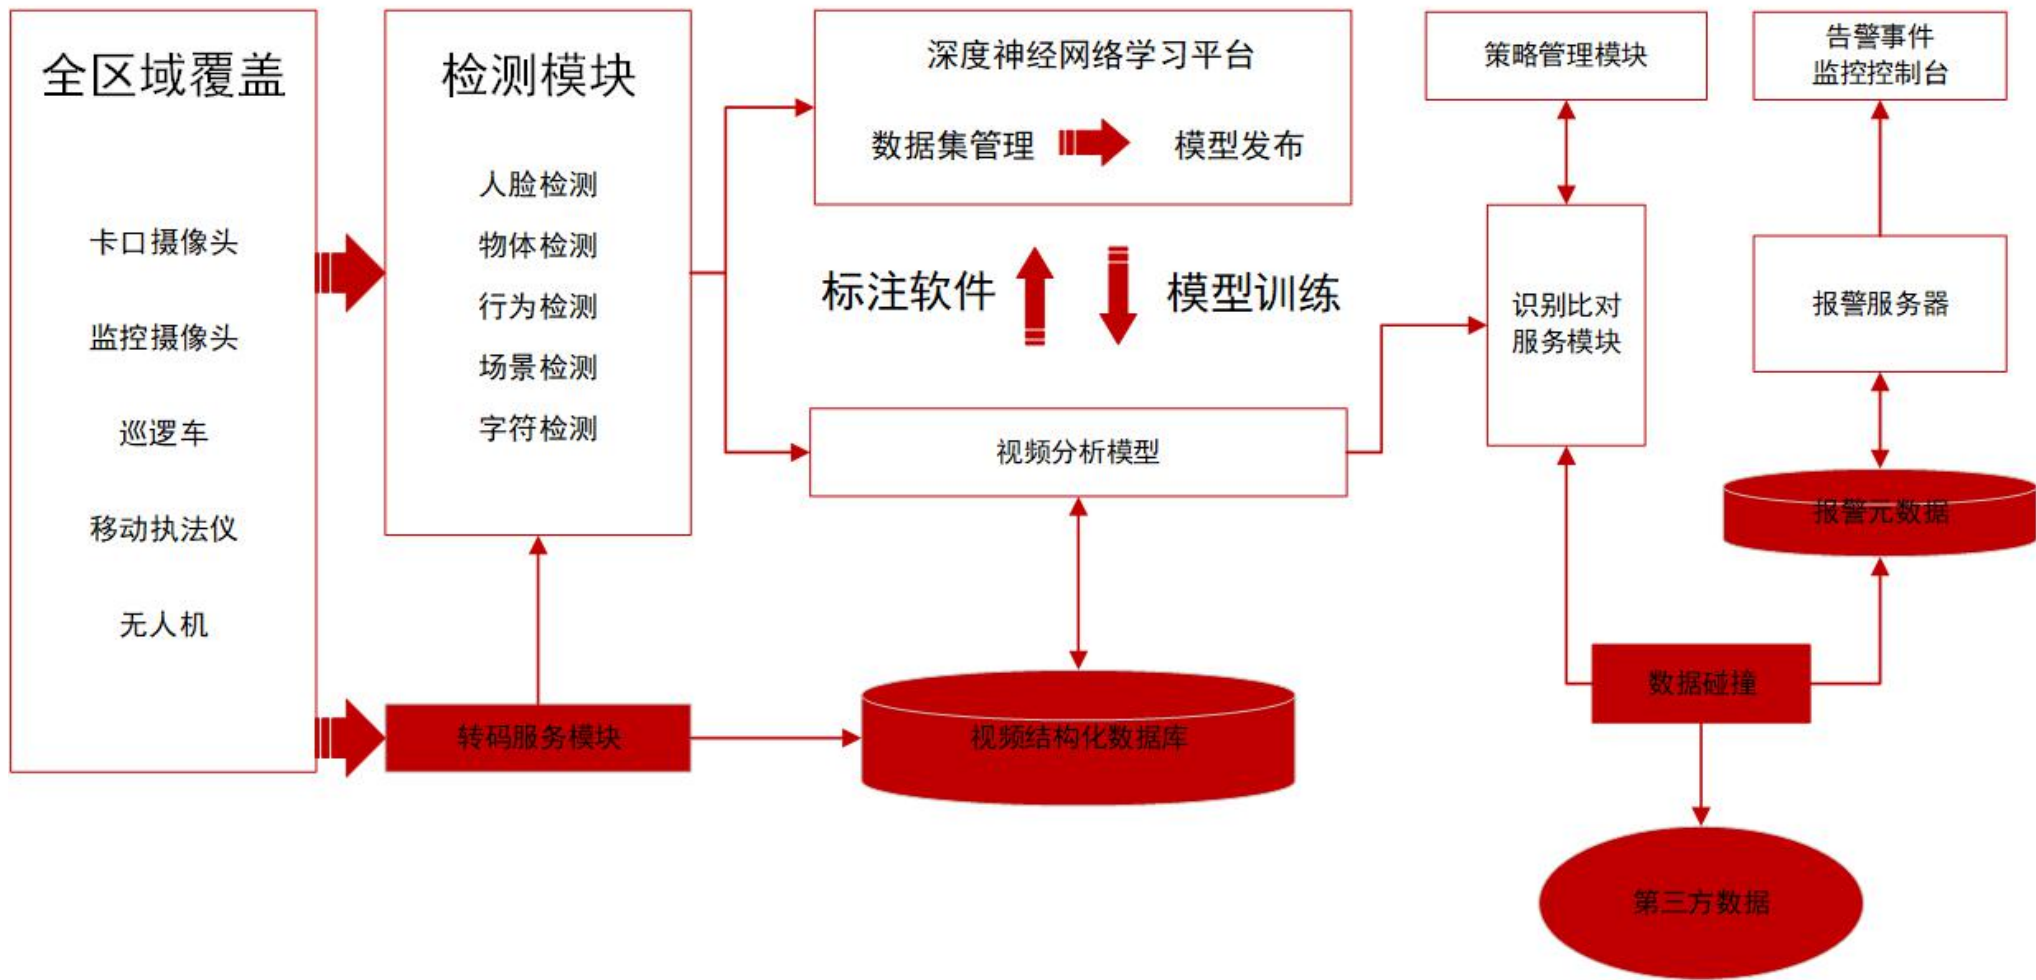 全区域覆盖
卡口摄像头
监控摄像头
巡逻车
移动执法仪
无人机
检测模块
人脸检测
物体检测
行为检测
场景检测
字符检测
转码服务模块
深度神经网络学习平台
数据集管理
模型发布
标注软件
模型训练
视频分析模型
视频结构化数据库
策略管理模块
识别比对
服务模块
告警事件
监控控制台
报警服务器
报警元数据
数据碰撞
第三方数据